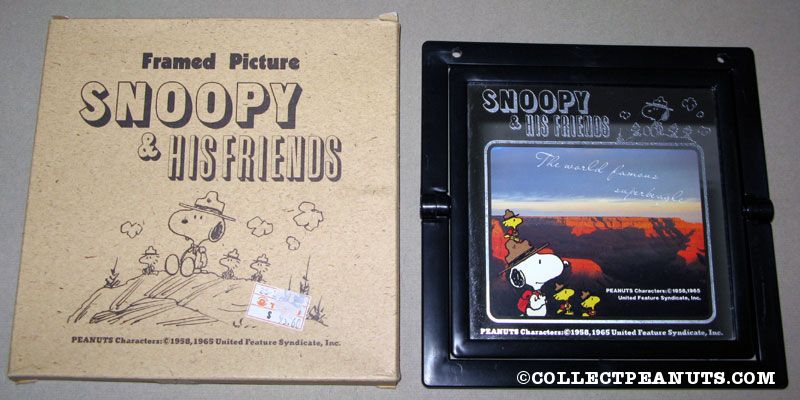 Framed Picture
SNOOPY
& HIS FRIENDS
$
PEANUTS Characters:©1958,1965 United Feature Syndicate, Inc.
SNOOPY
& HIS FRIENDS
The world famous
superbeagle
PEANUTS Characters:©1958,1965
United Feature Syndicate, Inc.
PEANUTS Characters:©1958,1965 United Feature Syndicate, Inc.
©COLLECTPEANUTS.COM